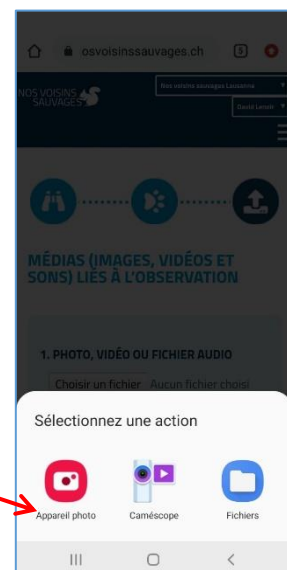 osvoisinssauvages.ch
5
NOS VOISINS
SAUVAGES
Nos voisins sauvages Lausanne
David Lenoir
MÉDIAS (IMAGES, VIDÉOS ET
SONS) LIÉS À L'OBSERVATION
1. PHOTO, VIDÉO OU FICHIER AUDIO
Choisir un fichier Aucun fichier choisi
Sélectionnez une action
Appareil photo
Caméscope
Fichiers